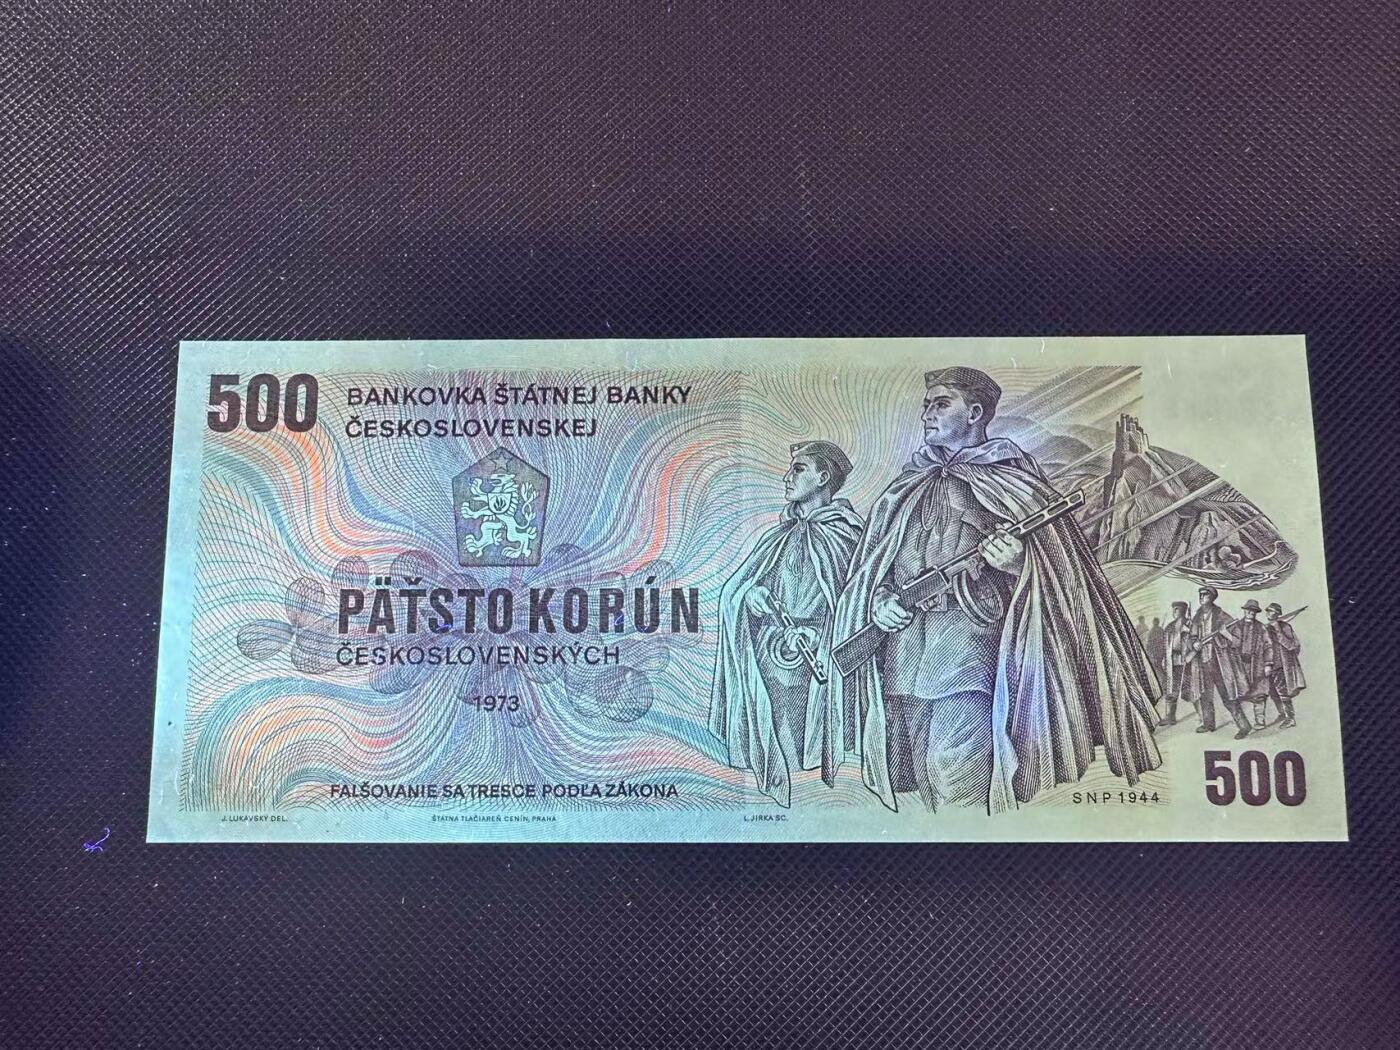 500
BANKOVKA ŠTÁTNEJ BANKY
ČESKOSLOVENSKEJ
PÄŤSTO KORÚN
ČESKOSLOVENSKÝCH
1973
FALŠOVANIE SA TRESCE PODĽA ZÁKONA
J. LUKAVSKÝ DEL.
ŠTÁTNA TLAČIAREŇ CENÍN, PRAHA
L. JIRKA SC.
SNP 1944
500